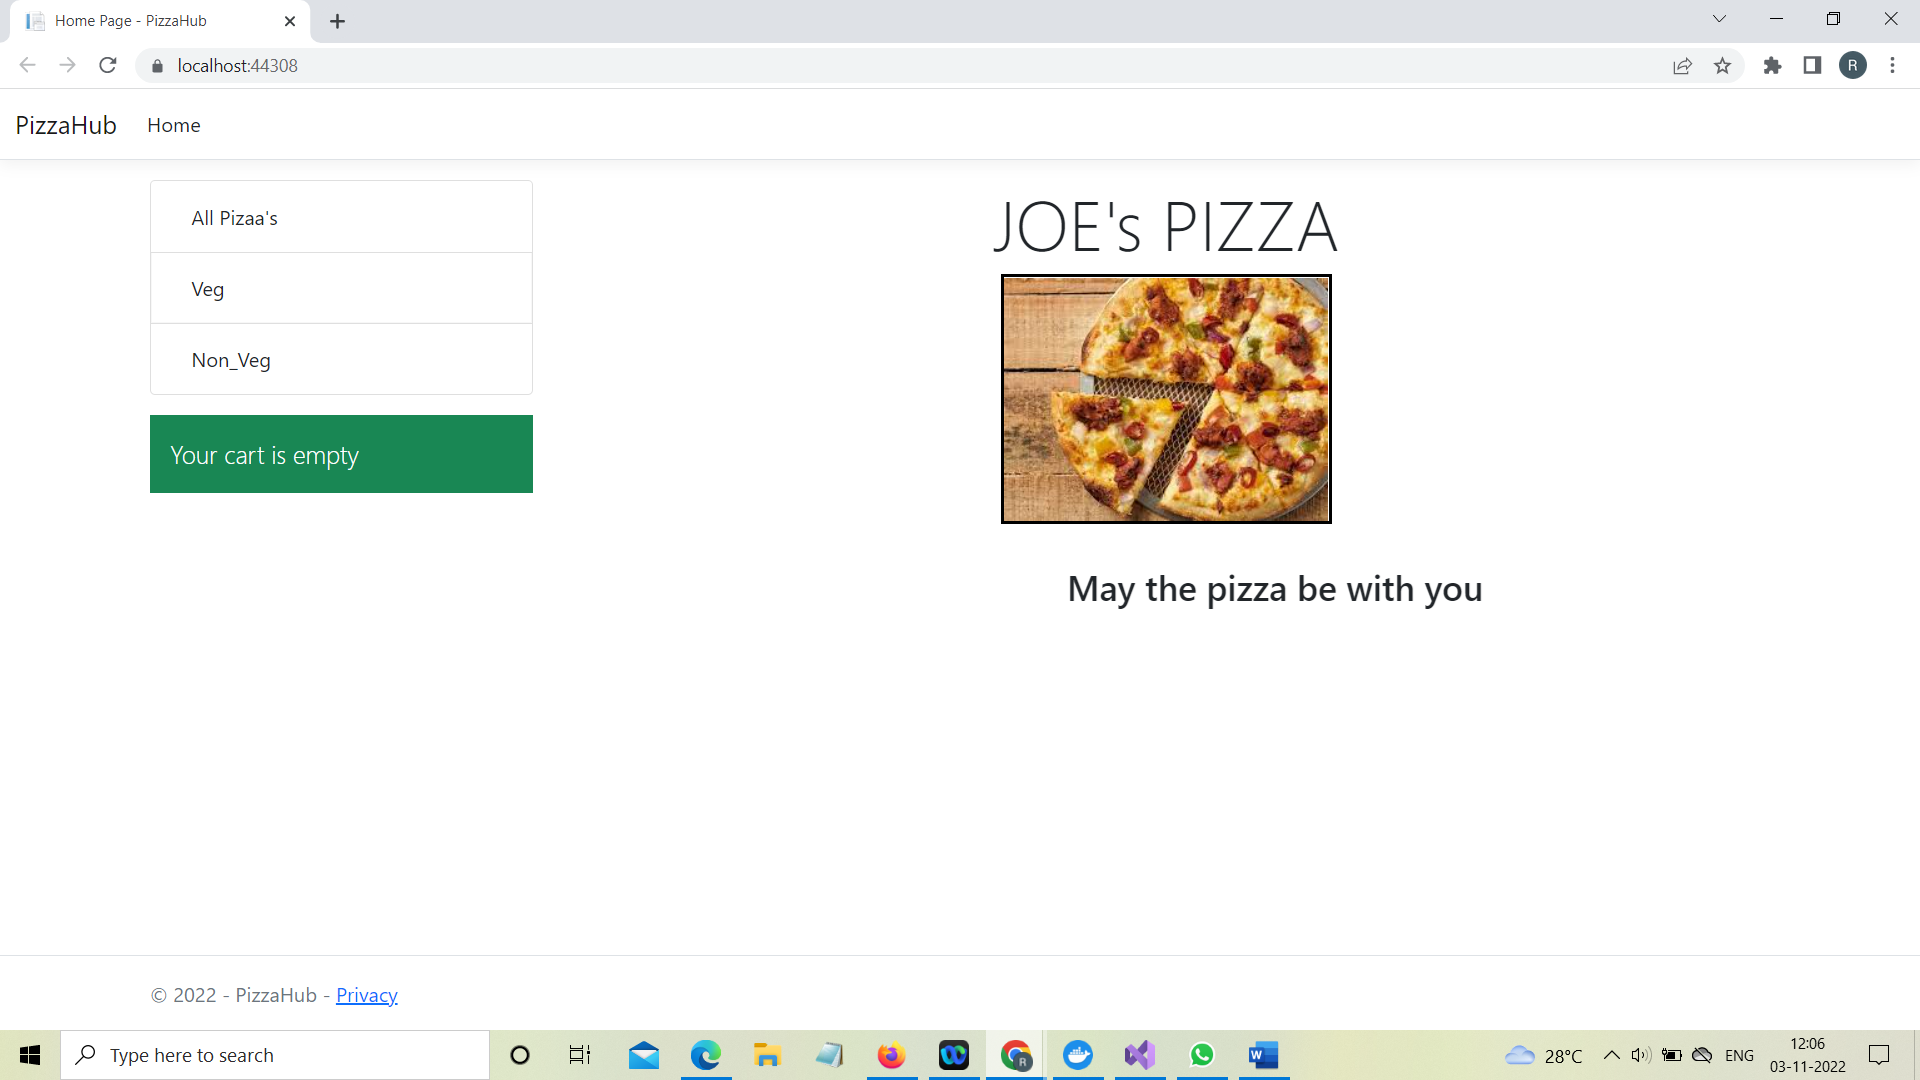 Home Page - PizzaHub
localhost:44308
R
PizzaHub Home
All Pizaa's
Veg
Non_Veg
Your cart is empty
JOE's PIZZA
May the pizza be with you
© 2022 - PizzaHub - Privacy
Type here to search
R
W
28°C
ENG
12:06
03-11-2022